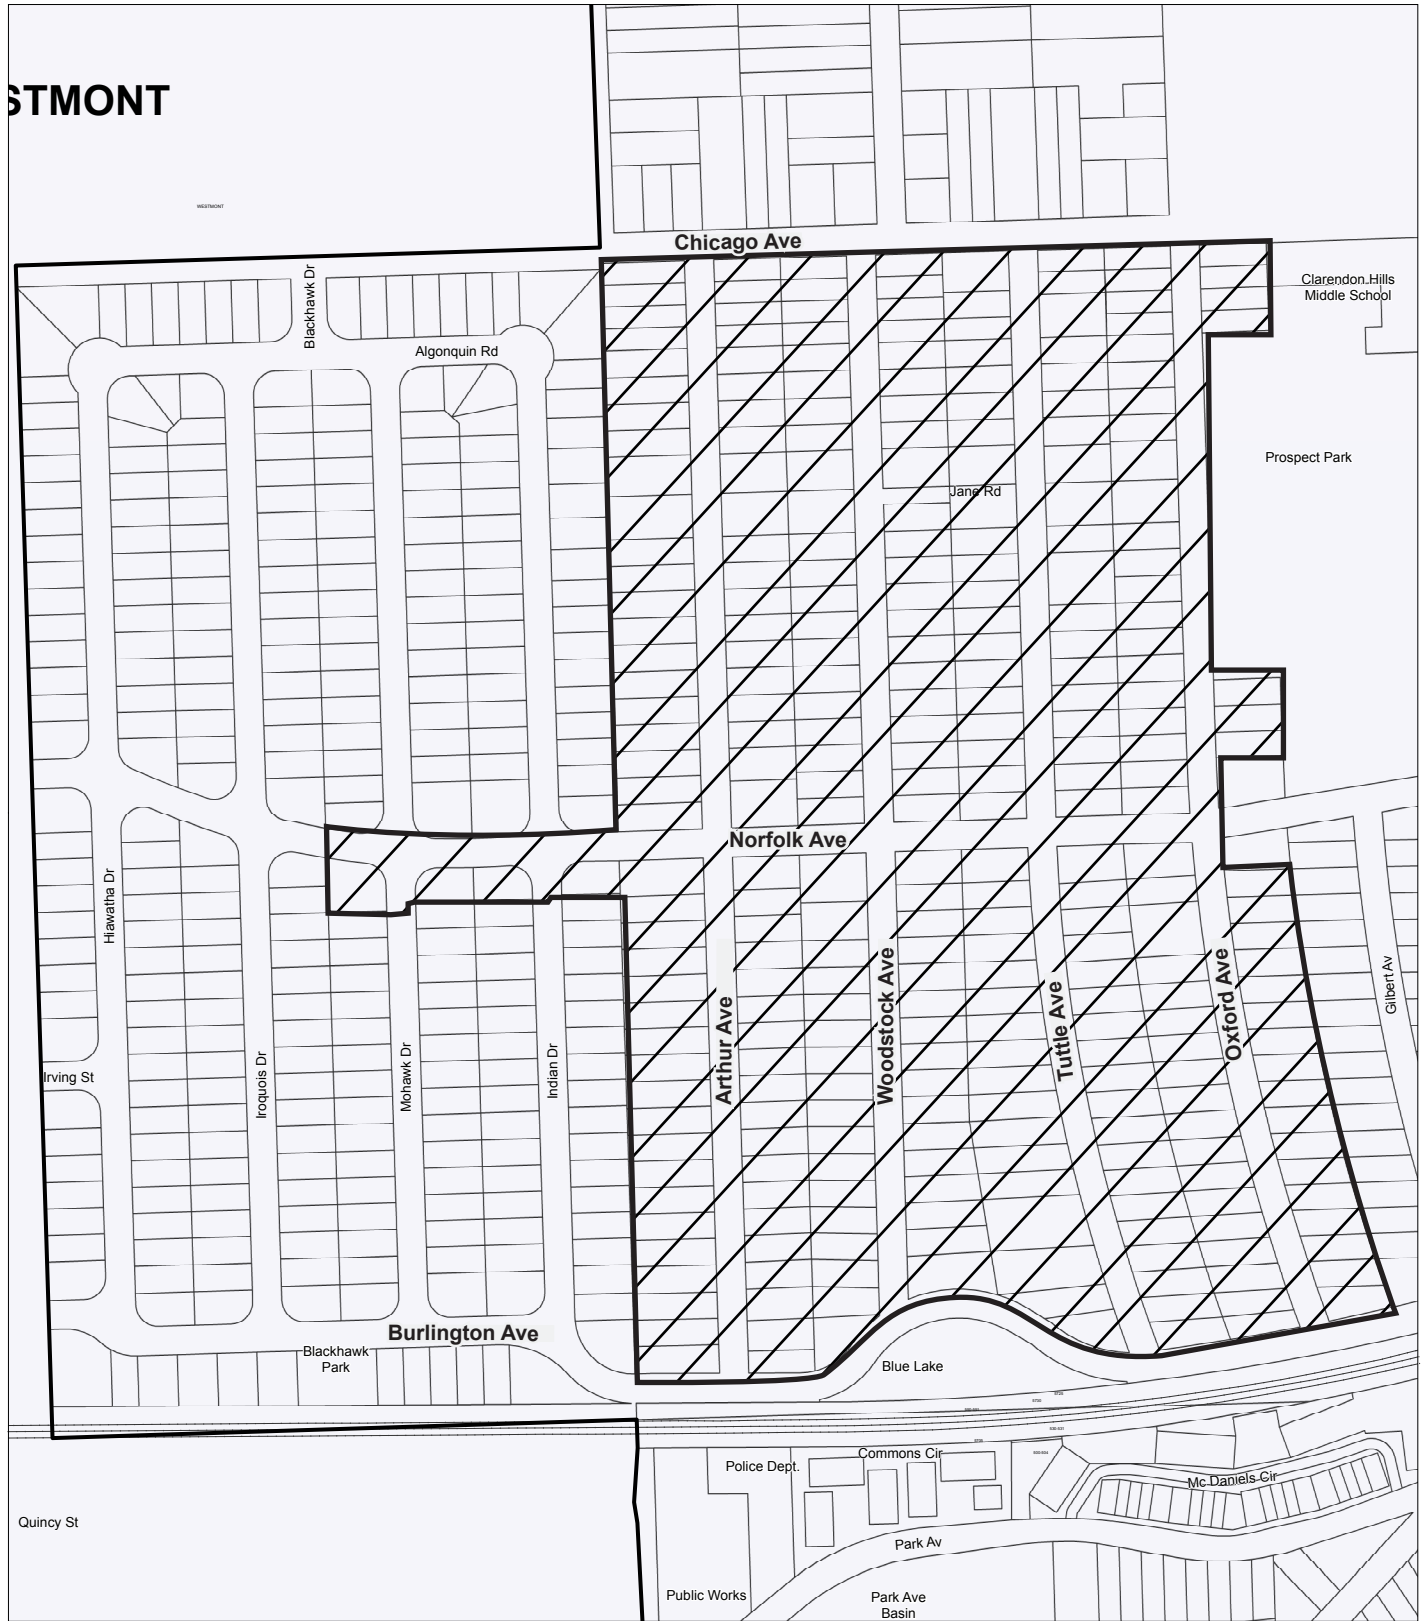 STMONT
WESTMONT
Chicago Ave
Blackhawk Dr
Clarendon Hills
Middle School
Algonquin Rd
Prospect Park
Jane Rd
Norfolk Ave
Hiawatha Dr
Arthur Ave
Woodstock Ave
Tuttle Ave
Oxford Ave
Gilbert Av
Irving St
Iroquois Dr
Mohawk Dr
Indian Dr
Burlington Ave
Blackhawk
Park
Blue Lake
Police Dept.
Commons Cir
Mc Daniels Cir
Quincy St
Park Av
Public Works
Park Ave
Basin